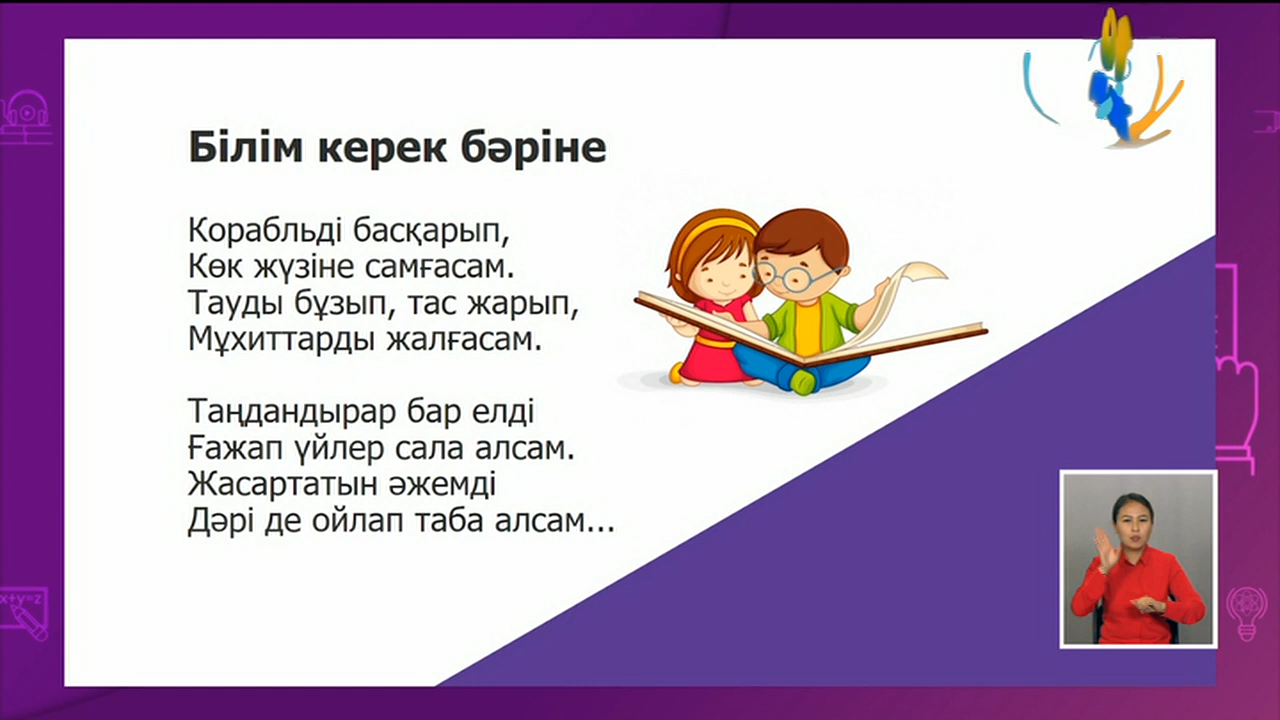 Білім керек бәріне
Корабльді басқарып,
Көк жүзіне самғасам.
Тауды бұзып, тас жарып,
Мұхиттарды жалғасам.
Таңдандырар бар елді
Ғажап үйлер сала алсам.
Жасартатын әжемді
Дәрі де ойлап таба алсам...
x+y=z